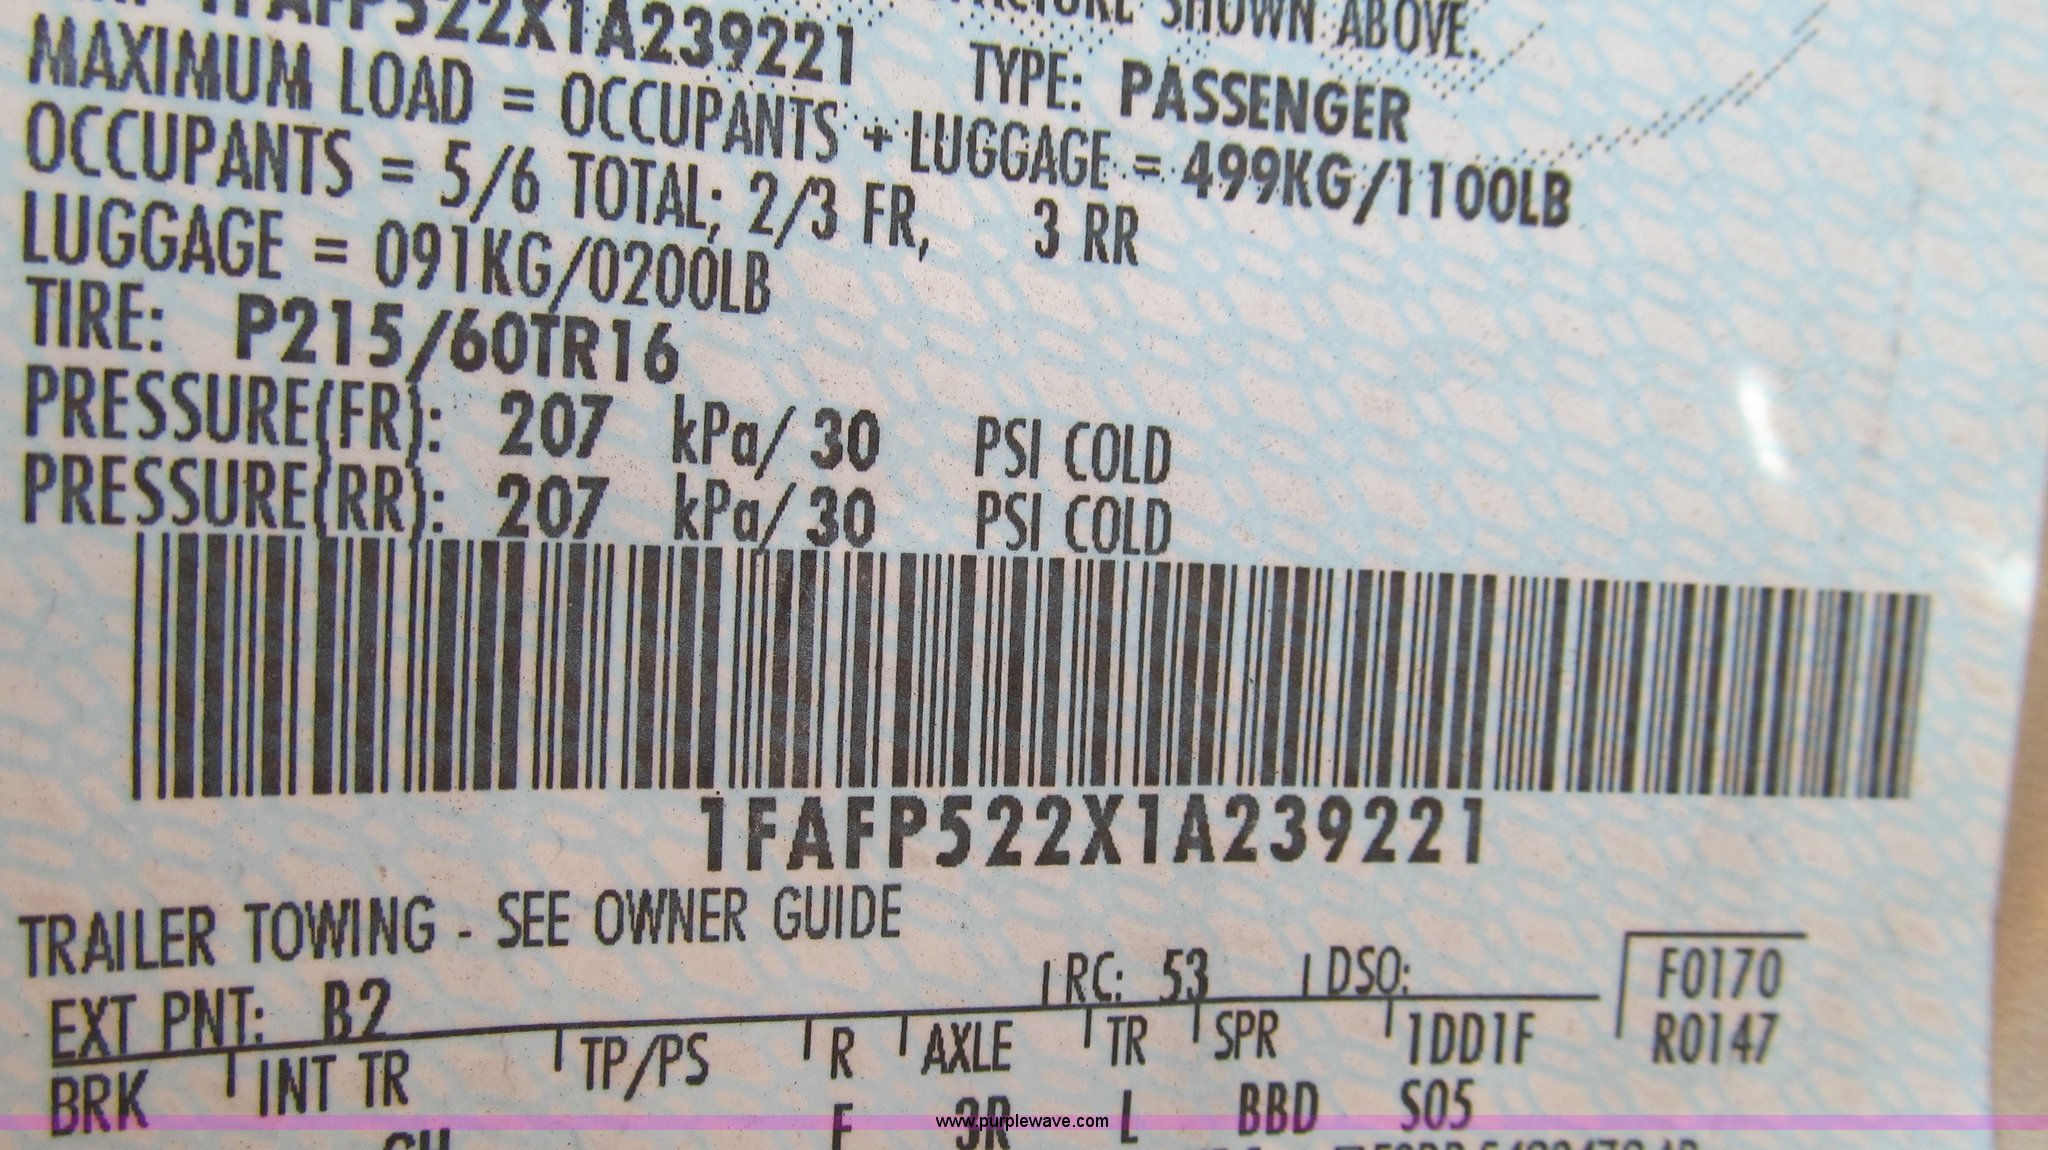 1FAFP522X1A239221 SHOWN ABOVE.
TYPE: PASSENGER
MAXIMUM LOAD = OCCUPANTS + LUGGAGE = 499KG/1100LB
OCCUPANTS = 5/6 TOTAL; 2/3 FR, 3 RR
LUGGAGE = 091KG/0200LB
TIRE: P215/60TR16
PRESSURE(FR): 207 kPa/ 30 PSI COLD
PRESSURE(RR): 207 kPa/ 30 PSI COLD
1FAFP522X1A239221
TRAILER TOWING - SEE OWNER GUIDE
EXT PNT: B2 RC: 53 DSO: F0170
BRK INT TR TP/PS R AXLE TR SPR 1DD1F R0147
F 3R L BBD S05
www.purplewave.com